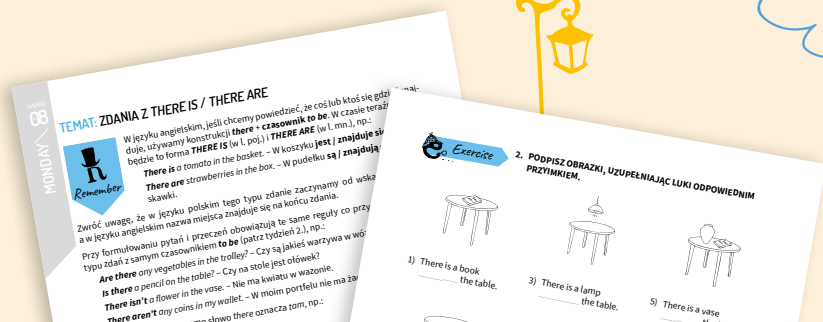 week
08
MONDAY
TEMAT: ZDANIA Z THERE IS / THERE ARE
Remember
W języku angielskim, jeśli chcemy powiedzieć, że coś lub ktoś się gdzieś
duje, używamy konstrukcji there + czasownik to be. W czasie
będzie to forma THERE IS (w l. poj.) i THERE ARE (w l. mn.), np.:
There is a tomato in the basket. – W koszyku jest / znajduje się
There are strawberries in the box. – W pudełku są / znajdują
skawki.
Zwróć uwagę, że w języku polskim tego typu zdanie zaczynamy od
a w języku angielskim nazwa miejsca znajduje się na końcu zdania.
Przy formułowaniu pytań i przeczeń obowiązują te same reguły co przy
typu zdań z samym czasownikiem to be (patrz tydzień 2.), np.:
Are there any vegetables in the trolley? – Czy są jakieś warzywa w
Is there a pencil on the table? – Czy na stole jest ołówek?
There isn't a flower in the vase. – Nie ma kwiatu w wazonie.
There aren't any coins in my wallet. – W moim portfelu nie ma
słowo there oznacza tam, np.:
Exercise
2. PODPISZ OBRAZKI, UZUPEŁNIAJĄC LUKI ODPOWIEDNIM
PRZYIMKIEM.
1) There is a book
________ the table.
3) There is a lamp
________ the table.
5) There is a vase